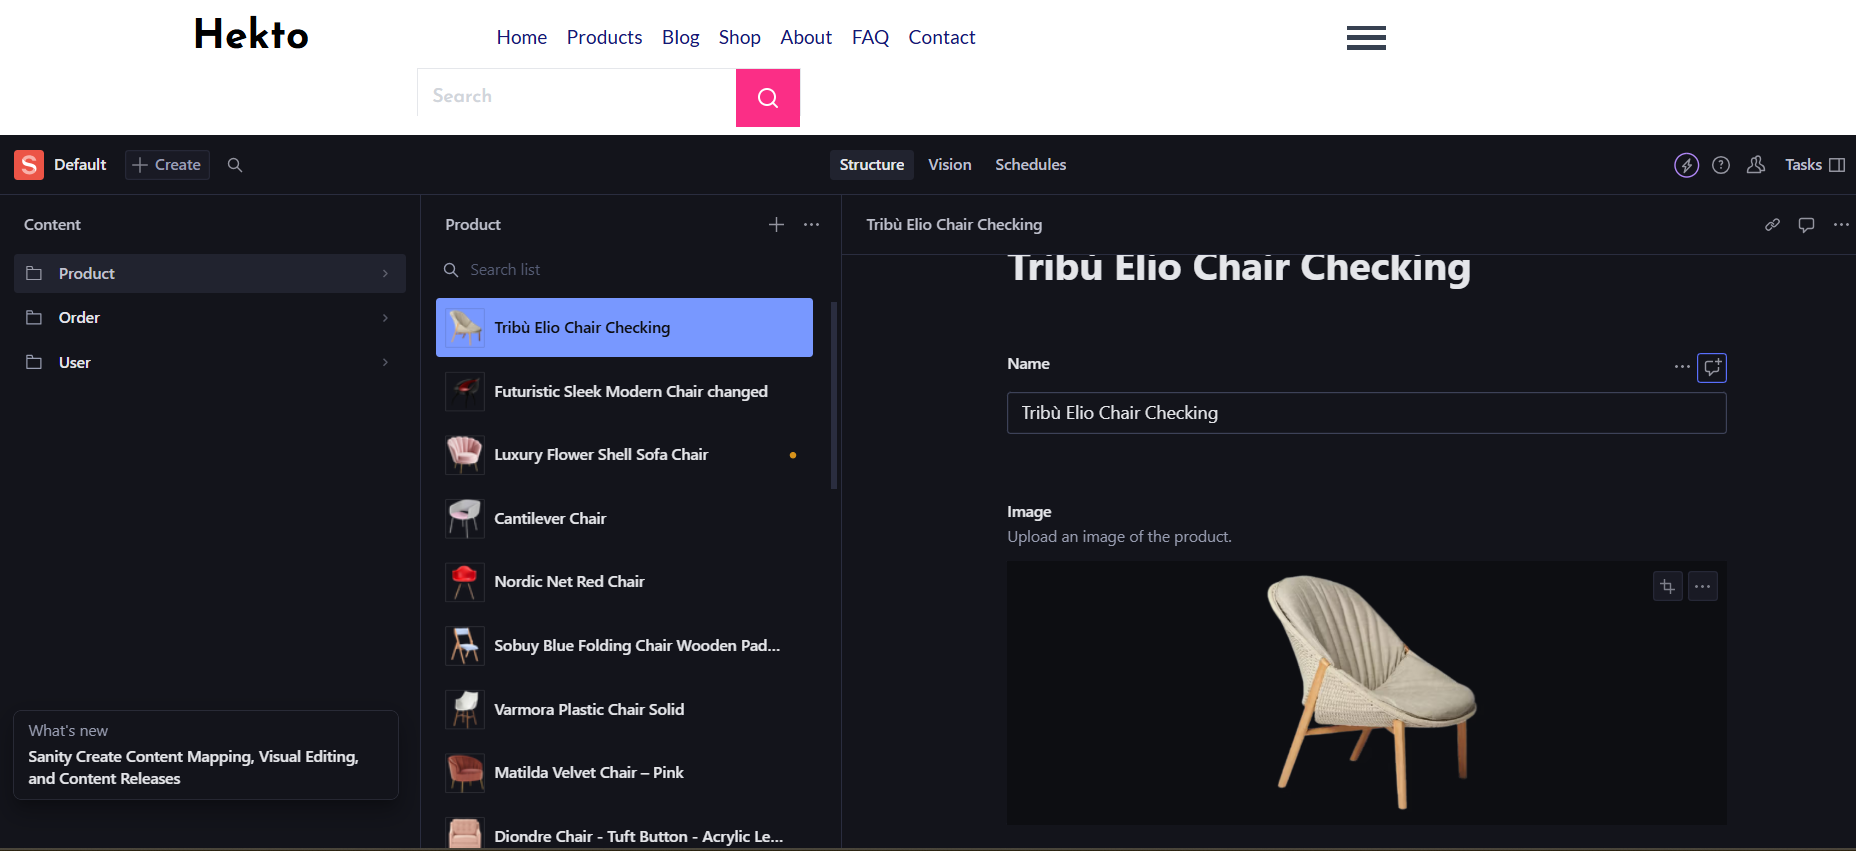 Hekto
Home Products Blog Shop About FAQ Contact
Search
S Default Create Structure Vision Schedules Tasks
Content
Product
Order
User
What's new
Sanity Create Content Mapping, Visual Editing,
and Content Releases
Product
Search list
Tribù Elio Chair Checking
Futuristic Sleek Modern Chair changed
Luxury Flower Shell Sofa Chair
Cantilever Chair
Nordic Net Red Chair
Sobuy Blue Folding Chair Wooden Pad...
Varmora Plastic Chair Solid
Matilda Velvet Chair – Pink
Diondre Chair - Tuft Button - Acrylic Le...
Tribù Elio Chair Checking
Tribù Elio Chair Checking
Name
Tribù Elio Chair Checking
Image
Upload an image of the product.